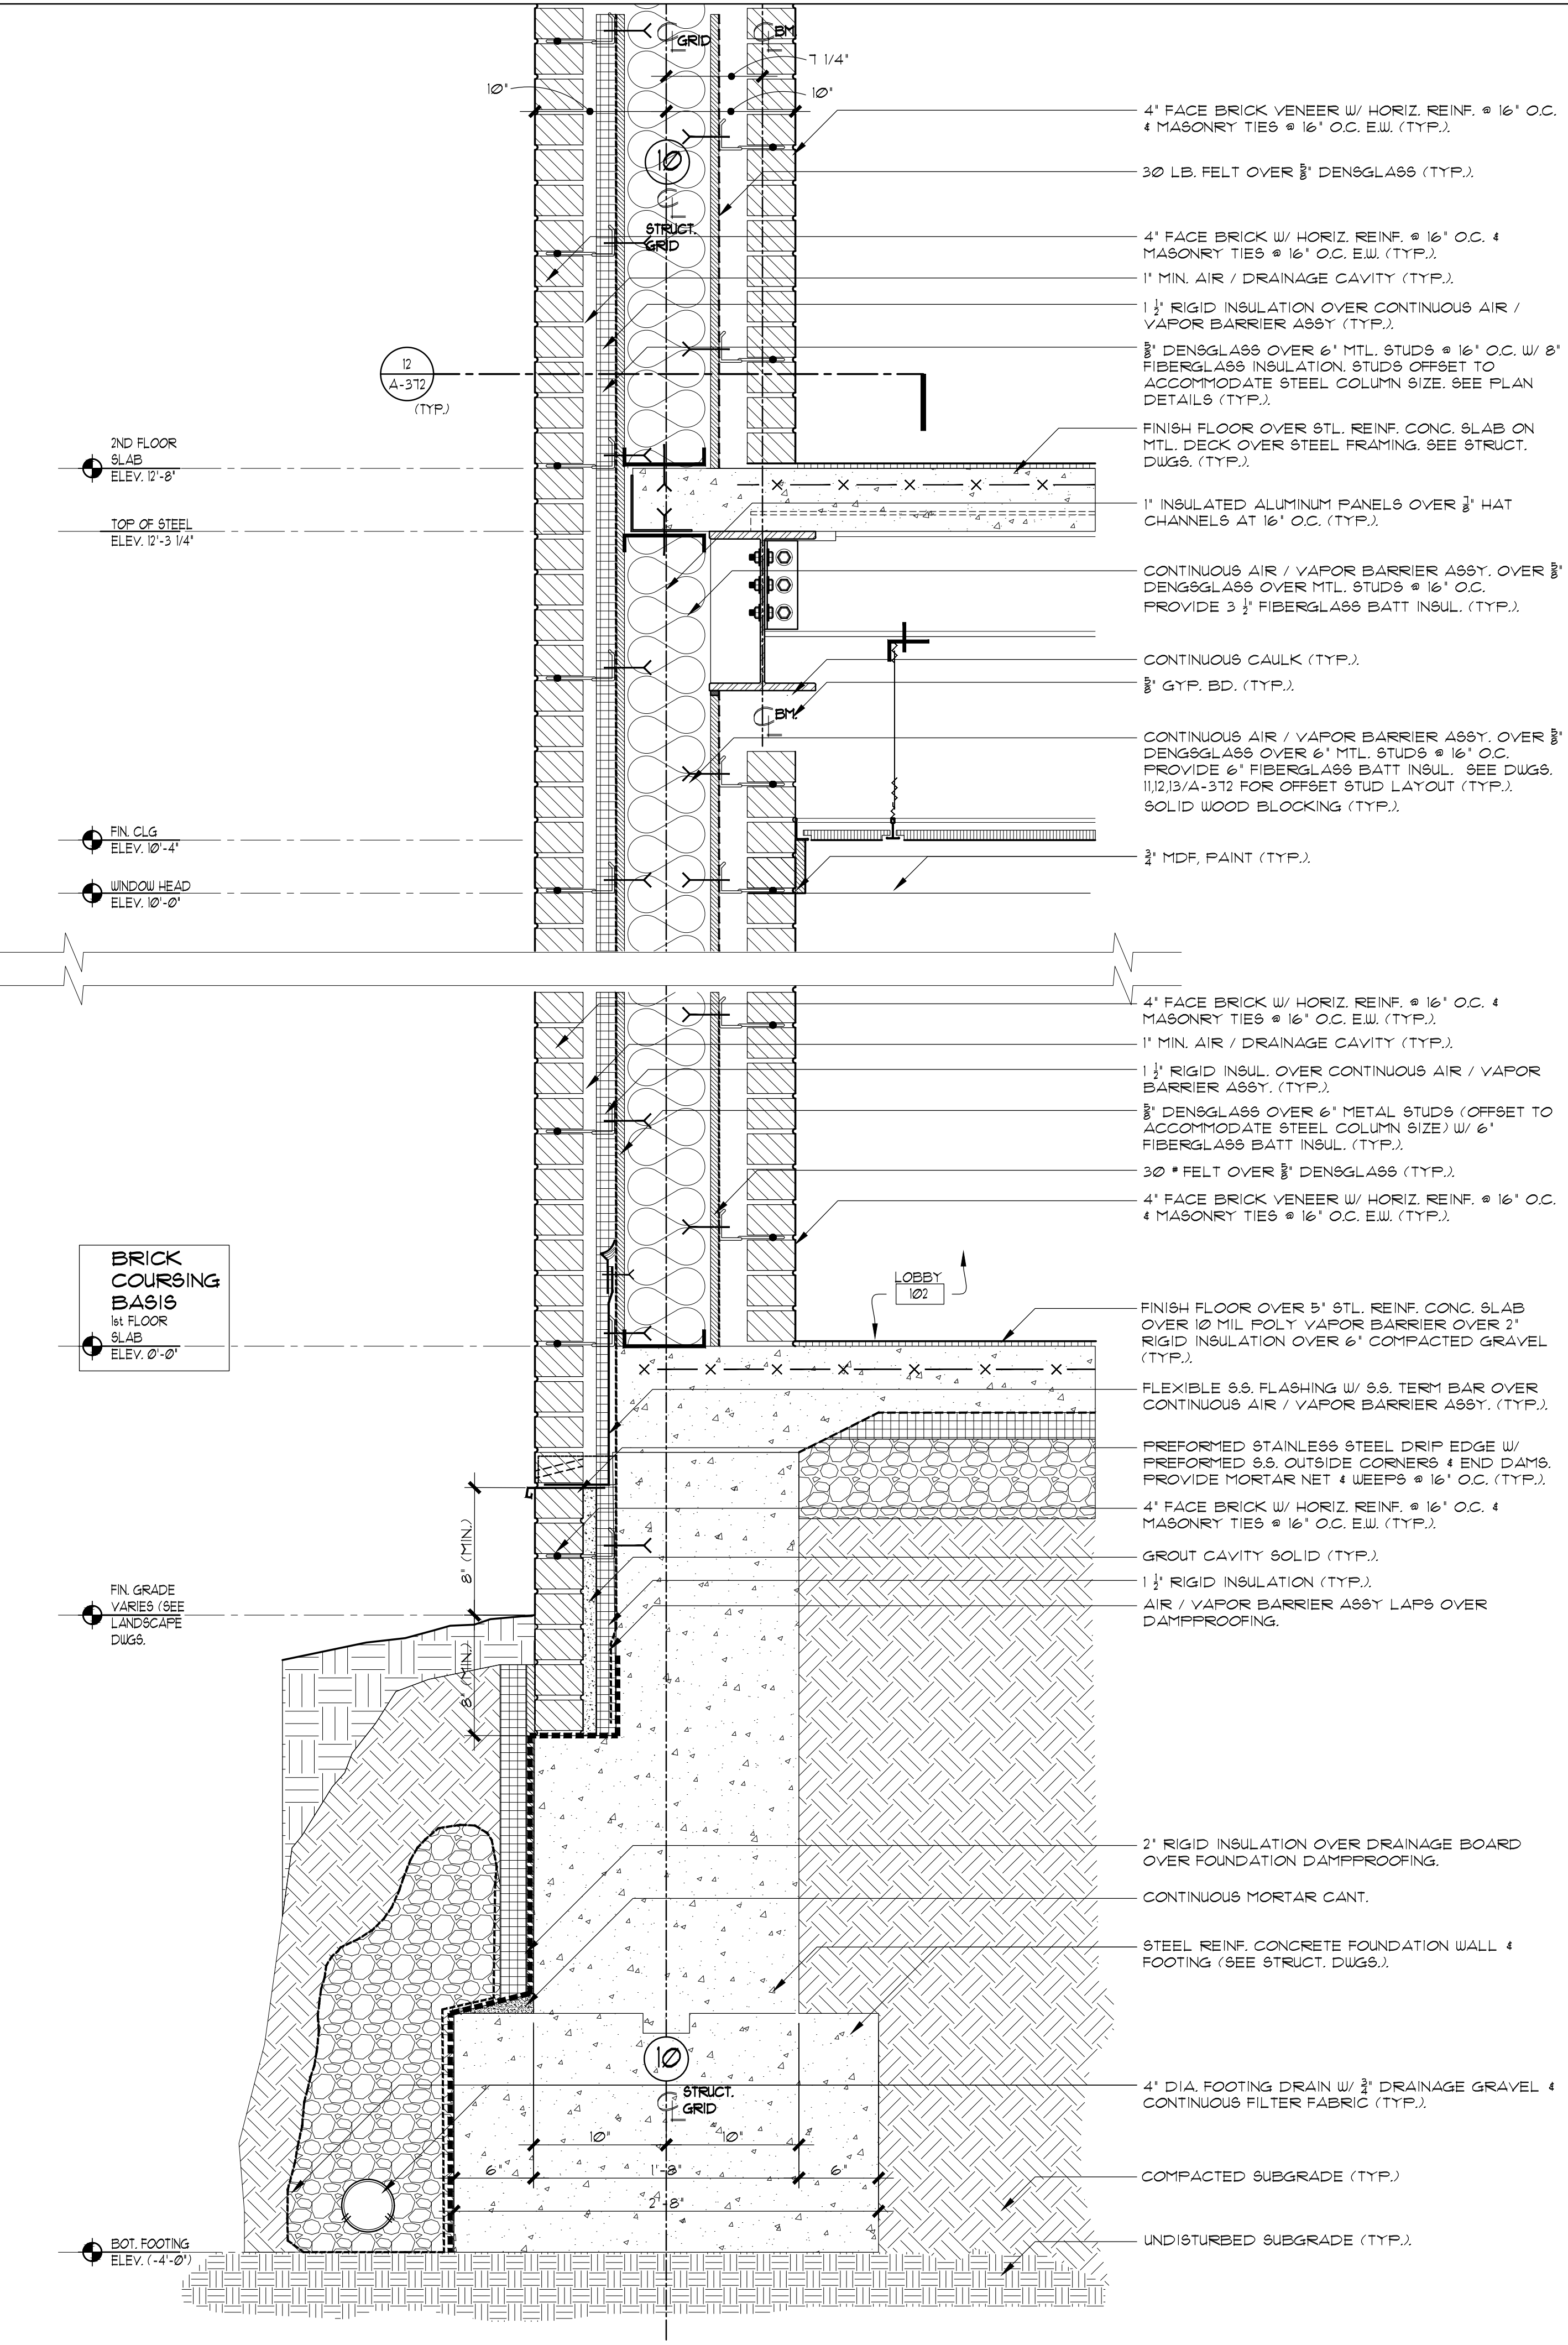 GRID
BM
7 1/4"
10"
10"
10
STRUCT.
GRID
12
A-372
(TYP.)
4" FACE BRICK VENEER W/ HORIZ. REINF. @ 16" O.C.
& MASONRY TIES @ 16" O.C. E.W. (TYP.).
30 LB. FELT OVER 5/8" DENSGLASS (TYP.).
4" FACE BRICK W/ HORIZ. REINF. @ 16" O.C. &
MASONRY TIES @ 16" O.C. E.W. (TYP.).
1" MIN. AIR / DRAINAGE CAVITY (TYP.).
1 1/2" RIGID INSULATION OVER CONTINUOUS AIR /
VAPOR BARRIER ASSY (TYP.).
5/8" DENSGLASS OVER 6" MTL. STUDS @ 16" O.C. W/ 8"
FIBERGLASS INSULATION. STUDS OFFSET TO
ACCOMMODATE STEEL COLUMN SIZE. SEE PLAN
DETAILS (TYP.).
FINISH FLOOR OVER STL. REINF. CONC. SLAB ON
MTL. DECK OVER STEEL FRAMING. SEE STRUCT.
DWGS. (TYP.).
1" INSULATED ALUMINUM PANELS OVER 7/8" HAT
CHANNELS AT 16" O.C. (TYP.).
CONTINUOUS AIR / VAPOR BARRIER ASSY. OVER 5/8"
DENGSGLASS OVER MTL. STUDS @ 16" O.C.
PROVIDE 3 1/2" FIBERGLASS BATT INSUL. (TYP.).
CONTINUOUS CAULK (TYP.).
5/8" GYP. BD. (TYP.).
BM.
CONTINUOUS AIR / VAPOR BARRIER ASSY. OVER 5/8"
DENGSGLASS OVER 6" MTL. STUDS @ 16" O.C.
PROVIDE 6" FIBERGLASS BATT INSUL. SEE DWGS.
11,12,13/A-372 FOR OFFSET STUD LAYOUT (TYP.).
SOLID WOOD BLOCKING (TYP.).
3/4" MDF, PAINT (TYP.).
2ND FLOOR
SLAB
ELEV. 12'-8"
TOP OF STEEL
ELEV. 12'-3 1/4"
FIN. CLG
ELEV. 10'-4"
WINDOW HEAD
ELEV. 10'-0"
4" FACE BRICK W/ HORIZ. REINF. @ 16" O.C. &
MASONRY TIES @ 16" O.C. E.W. (TYP.).
1" MIN. AIR / DRAINAGE CAVITY (TYP.).
1 1/2" RIGID INSUL. OVER CONTINUOUS AIR / VAPOR
BARRIER ASSY. (TYP.).
5/8" DENSGLASS OVER 6" METAL STUDS (OFFSET TO
ACCOMMODATE STEEL COLUMN SIZE) W/ 6"
FIBERGLASS BATT INSUL. (TYP.).
30 # FELT OVER 5/8" DENSGLASS (TYP.).
4" FACE BRICK VENEER W/ HORIZ. REINF. @ 16" O.C.
& MASONRY TIES @ 16" O.C. E.W. (TYP.).
BRICK
COURSING
BASIS
1st FLOOR
SLAB
ELEV. 0'-0"
LOBBY
102
FINISH FLOOR OVER 5" STL. REINF. CONC. SLAB
OVER 10 MIL POLY VAPOR BARRIER OVER 2"
RIGID INSULATION OVER 6" COMPACTED GRAVEL
(TYP.).
FLEXIBLE S.S. FLASHING W/ S.S. TERM BAR OVER
CONTINUOUS AIR / VAPOR BARRIER ASSY. (TYP.).
PREFORMED STAINLESS STEEL DRIP EDGE W/
PREFORMED S.S. OUTSIDE CORNERS & END DAMS.
PROVIDE MORTAR NET & WEEPS @ 16" O.C. (TYP.).
4" FACE BRICK W/ HORIZ. REINF. @ 16" O.C. &
MASONRY TIES @ 16" O.C. E.W. (TYP.).
GROUT CAVITY SOLID (TYP.).
1 1/2" RIGID INSULATION (TYP.).
AIR / VAPOR BARRIER ASSY LAPS OVER
DAMPPROOFING.
8" (MIN.)
8" (MIN.)
FIN. GRADE
VARIES (SEE
LANDSCAPE
DWGS.
2" RIGID INSULATION OVER DRAINAGE BOARD
OVER FOUNDATION DAMPPROOFING.
CONTINUOUS MORTAR CANT.
STEEL REINF. CONCRETE FOUNDATION WALL &
FOOTING (SEE STRUCT. DWGS.).
10
STRUCT.
GRID
10"
10"
6"
1'-8"
6"
2'-8"
4" DIA. FOOTING DRAIN W/ 3/4" DRAINAGE GRAVEL &
CONTINUOUS FILTER FABRIC (TYP.).
COMPACTED SUBGRADE (TYP.)
UNDISTURBED SUBGRADE (TYP.).
BOT. FOOTING
ELEV. (-4'-0")